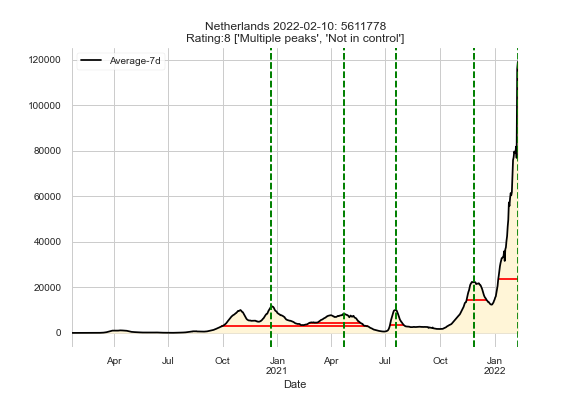 Netherlands 2022-02-10: 5611778
Rating:8 ['Multiple peaks', 'Not in control']
120000
100000
80000
60000
40000
20000
0
Average-7d
Apr
Jul
Oct
Jan
2021
Apr
Jul
Oct
Jan
2022
Date